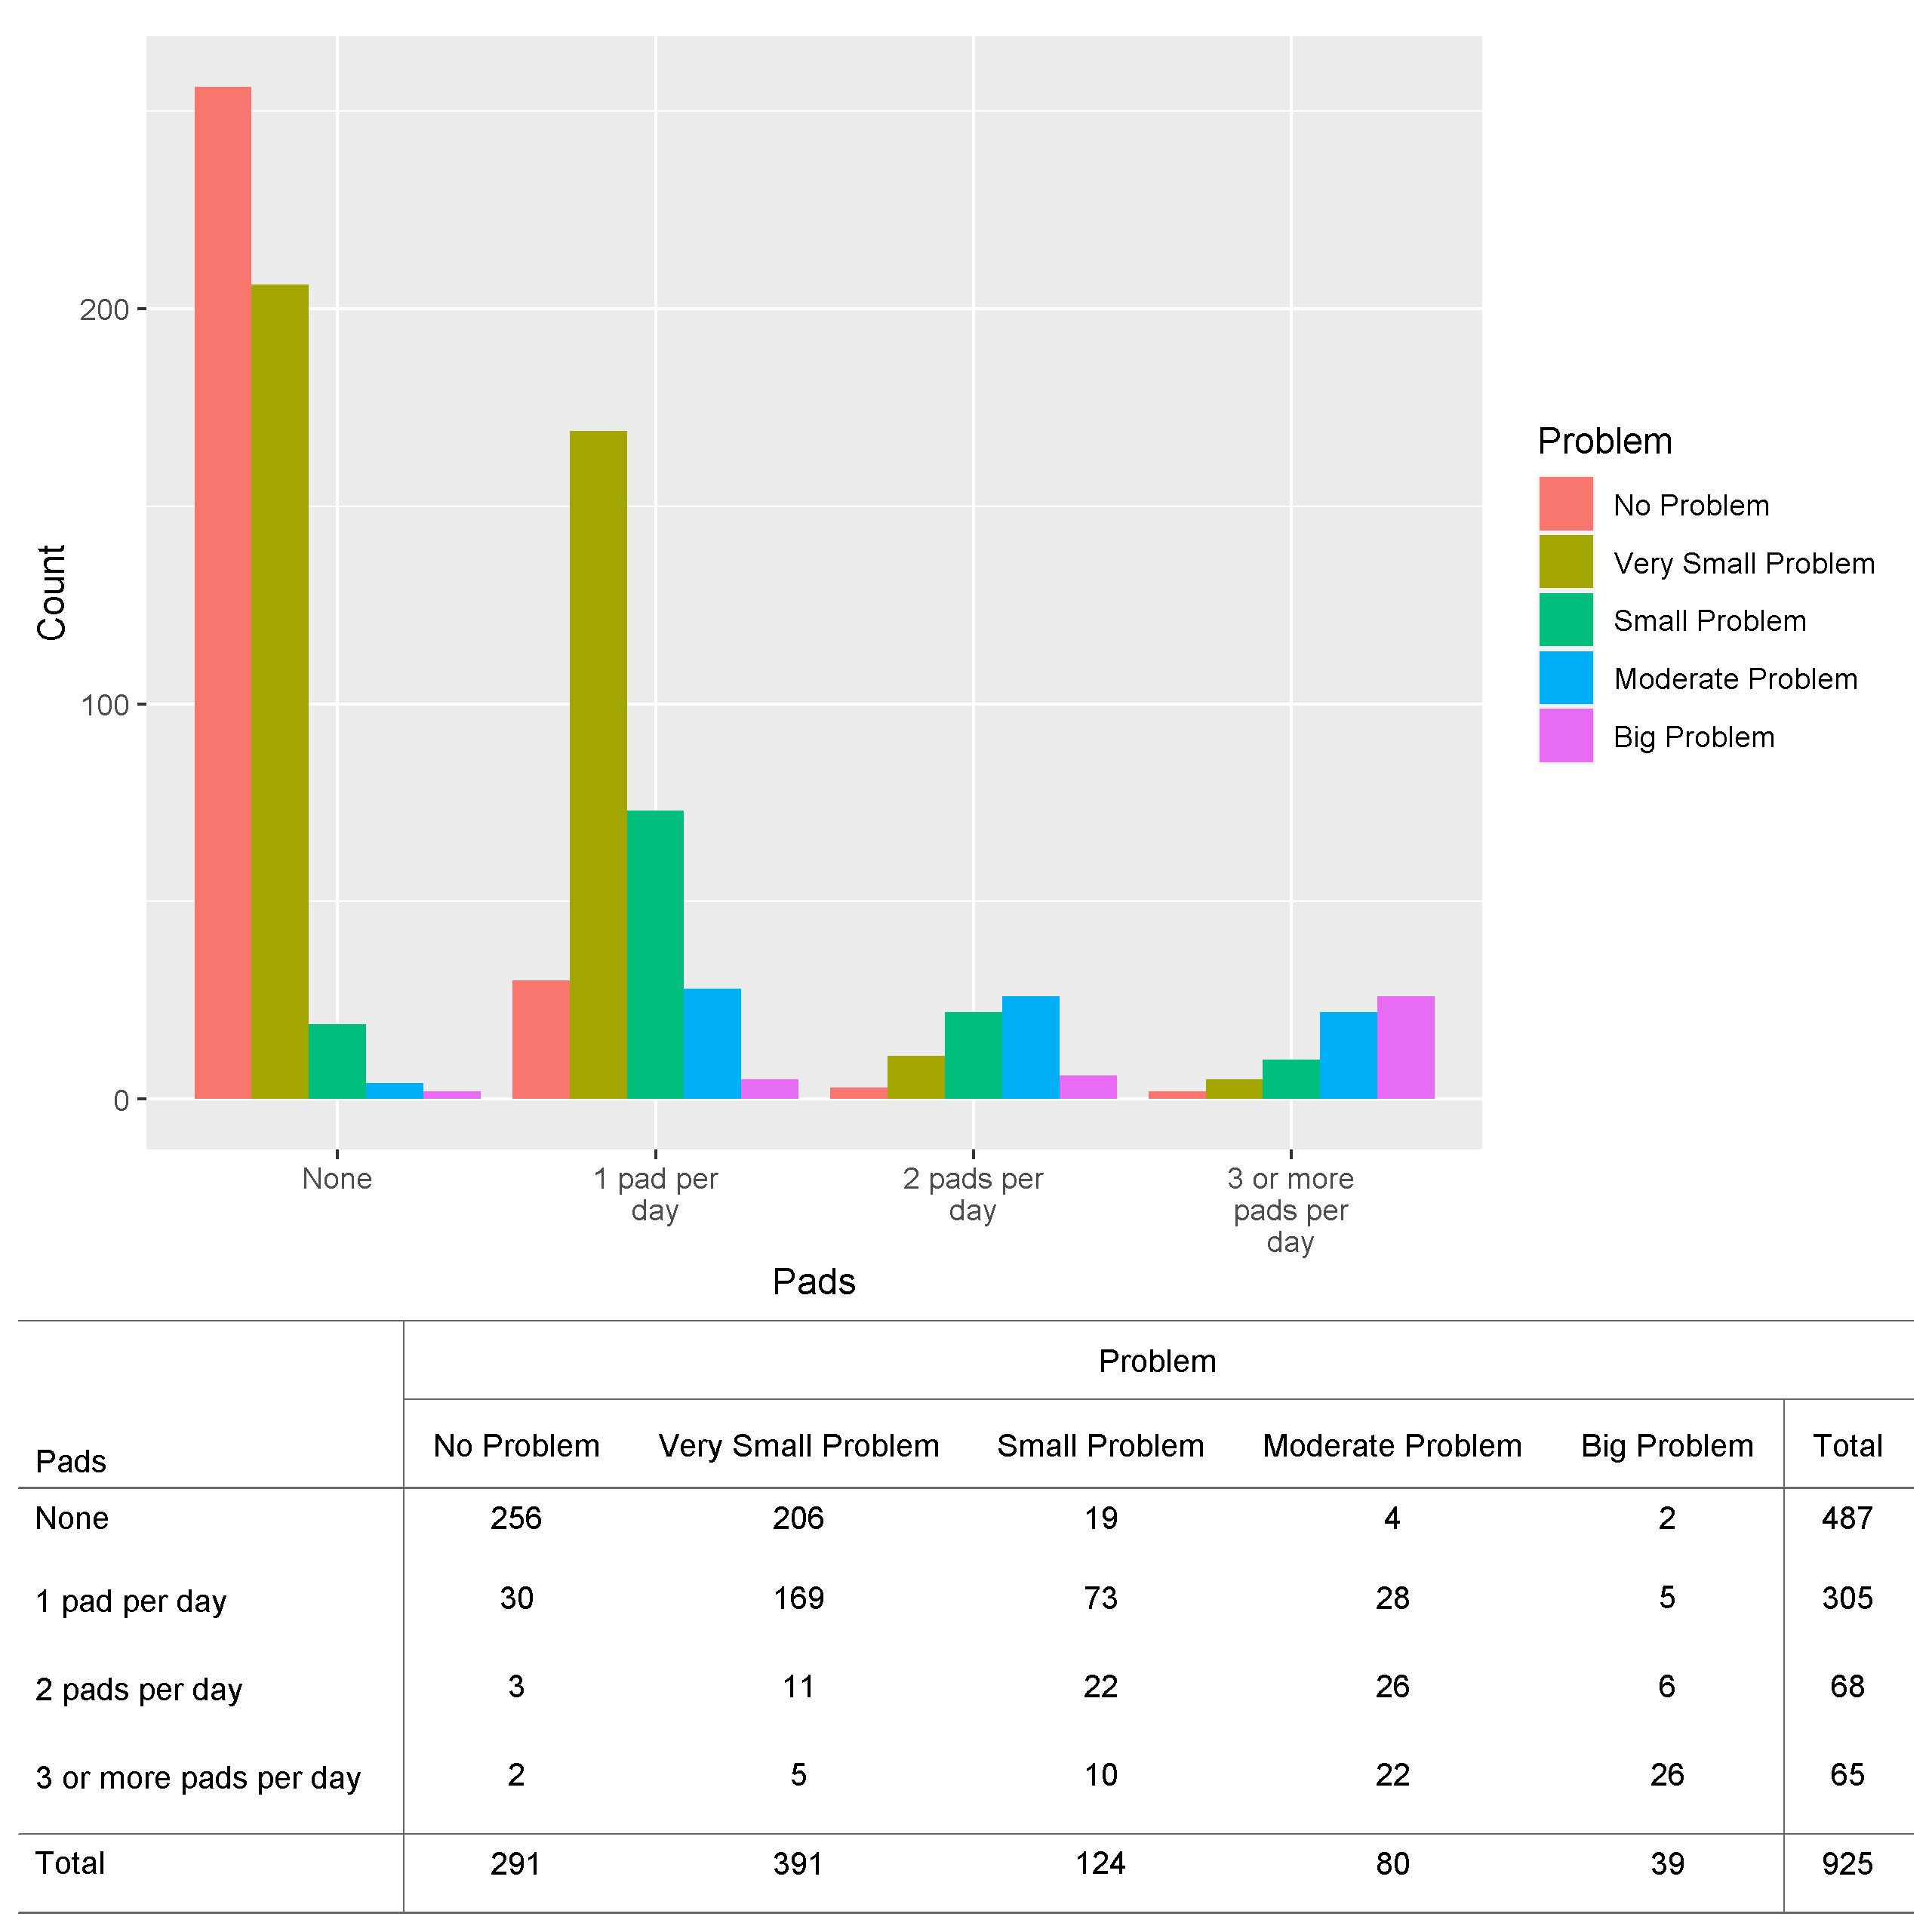 200
100
0
Count
None
1 pad per
day
2 pads per
day
3 or more
pads per
day
Pads
Problem
No Problem
Very Small Problem
Small Problem
Moderate Problem
Big Problem
Problem
Pads No Problem Very Small Problem Small Problem Moderate Problem Big Problem Total
None 256 206 19 4 2 487
1 pad per day 30 169 73 28 5 305
2 pads per day 3 11 22 26 6 68
3 or more pads per day 2 5 10 22 26 65
Total 291 391 124 80 39 925